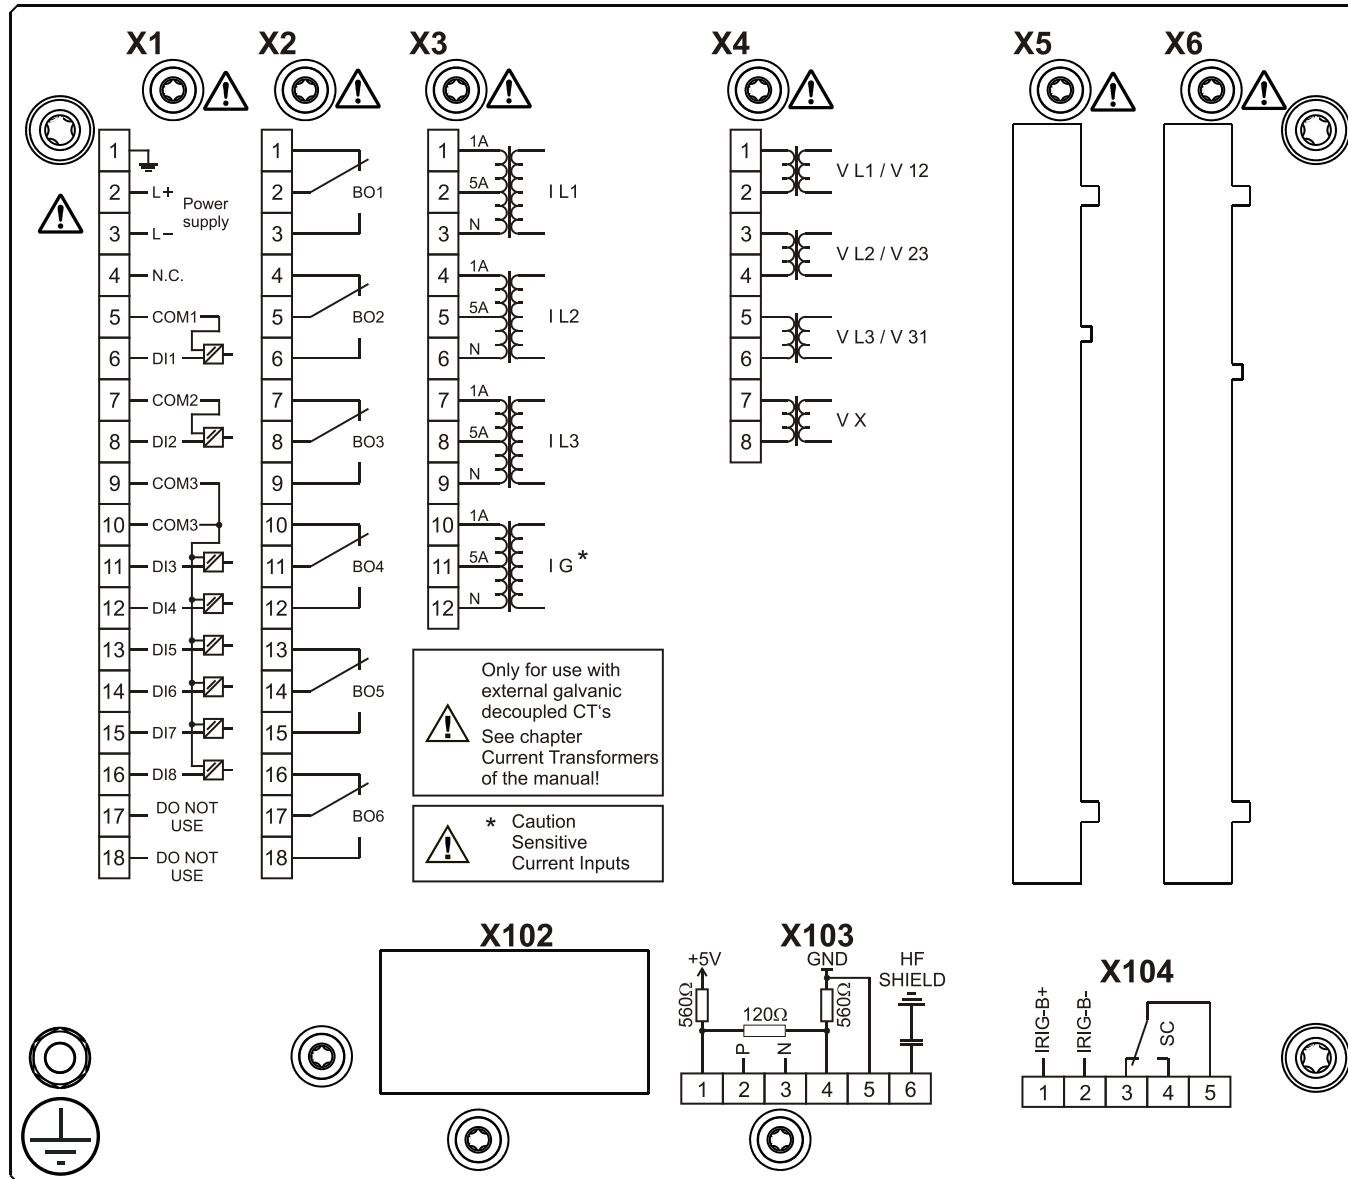 X1 X2 X3 X4 X5 X6
1
2 L+
3 L-
Power
supply
4 N.C.
5 COM1
6 DI1
7 COM2
8 DI2
9 COM3
10 COM3
11 DI3
12 DI4
13 DI5
14 DI6
15 DI7
16 DI8
17 DO NOT
USE
18 DO NOT
USE
1
2 BO1
3
4
5 BO2
6
7
8 BO3
9
10
11 BO4
12
13
14 BO5
15
16
17 BO6
18
1 1A
2 5A I L1
3 N
4 1A
5 5A I L2
6 N
7 1A
8 5A I L3
9 N
10 1A
11 5A I G *
12 N
Only for use with
external galvanic
decoupled CT's
See chapter
Current Transformers
of the manual!
* Caution
Sensitive
Current Inputs
1
V L1 / V 12
2
3
V L2 / V 23
4
5
V L3 / V 31
6
7
V X
8
X102
X103
+5V GND HF
SHIELD
560Ω 120Ω 560Ω
P N
1 2 3 4 5 6
X104
IRIG-B+ IRIG-B- SC
1 2 3 4 5